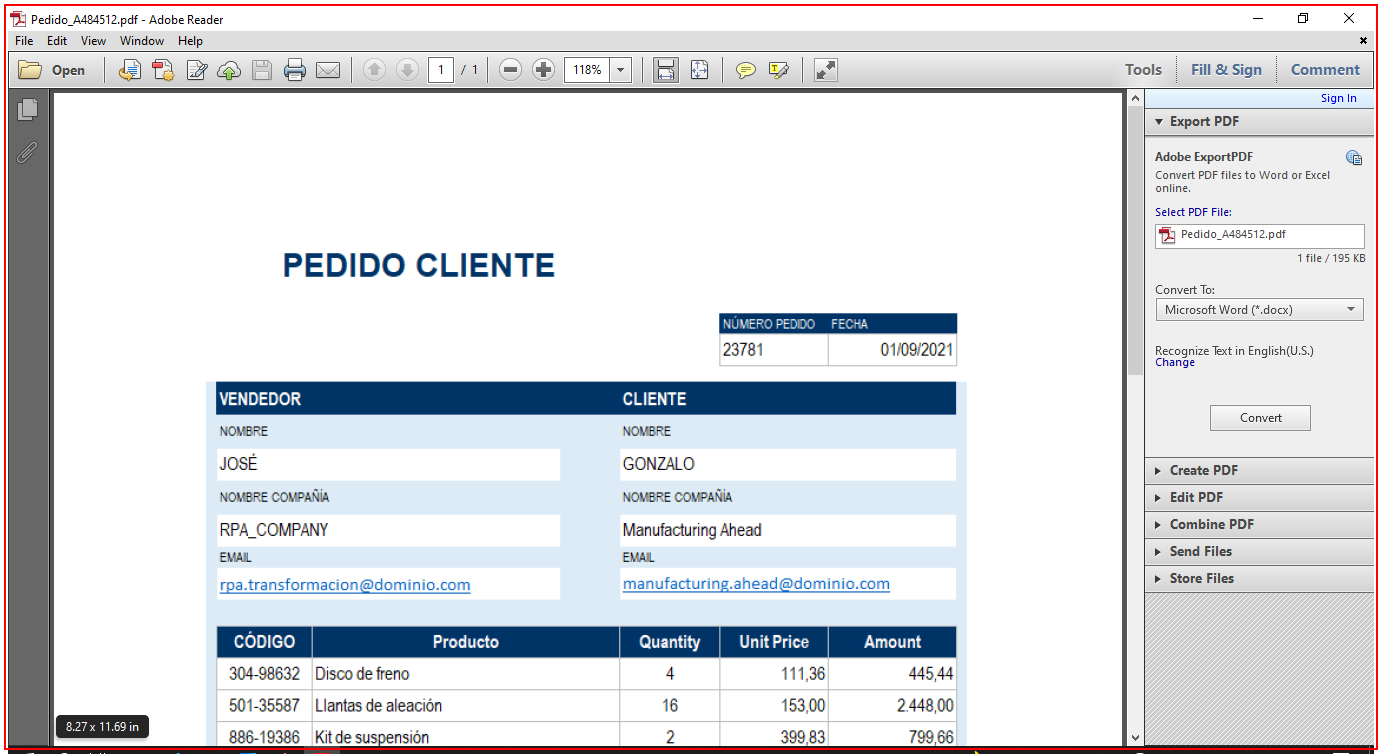 Pedido_A484512.pdf - Adobe Reader
File Edit View Window Help
Open 1 / 1 118% Tools Fill & Sign Comment
Sign In
Export PDF
Adobe ExportPDF
Convert PDF files to Word or Excel
online.
Select PDF File:
Pedido_A484512.pdf
1 file / 195 KB
Convert To:
Microsoft Word (*.docx)
Recognize Text in English(U.S.)
Change
Convert
Create PDF
Edit PDF
Combine PDF
Send Files
Store Files
PEDIDO CLIENTE
NÚMERO PEDIDO FECHA
23781 01/09/2021
VENDEDOR CLIENTE
NOMBRE NOMBRE
JOSÉ GONZALO
NOMBRE COMPAÑÍA NOMBRE COMPAÑÍA
RPA_COMPANY Manufacturing Ahead
EMAIL EMAIL
rpa.transformacion@dominio.com manufacturing.ahead@dominio.com
CÓDIGO Producto Quantity Unit Price Amount
304-98632 Disco de freno 4 111,36 445,44
501-35587 Llantas de aleación 16 153,00 2.448,00
886-19386 Kit de suspensión 2 399,83 799,66
8.27 x 11.69 in